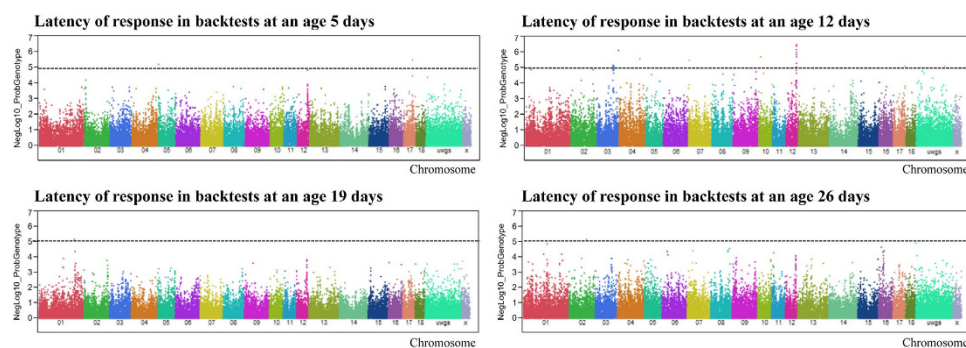 Latency of response in backtests at an age 5 days
NegLog10_ProbGenotype
7
6
5
4
3
2
1
0
01 02 03 04 05 06 07 08 09 10 11 12 13 14 15 16 17 18 uwgs x
Chromosome
Latency of response in backtests at an age 12 days
NegLog10_ProbGenotype
7
6
5
4
3
2
1
0
01 02 03 04 05 06 07 08 09 10 11 12 13 14 15 16 17 18 uwgs x
Chromosome
Latency of response in backtests at an age 19 days
NegLog10_ProbGenotype
7
6
5
4
3
2
1
0
01 02 03 04 05 06 07 08 09 10 11 12 13 14 15 16 17 18 uwgs x
Chromosome
Latency of response in backtests at an age 26 days
NegLog10_ProbGenotype
7
6
5
4
3
2
1
0
01 02 03 04 05 06 07 08 09 10 11 12 13 14 15 16 17 18 uwgs x
Chromosome